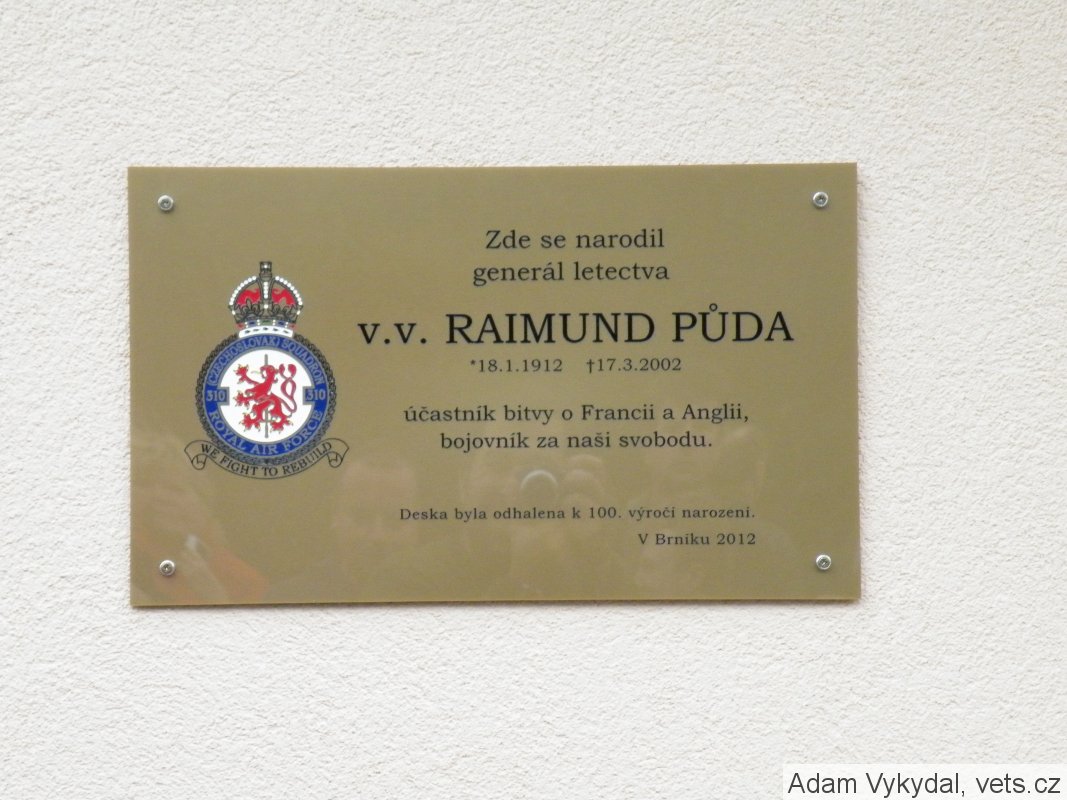 Zde se narodil
generál letectva
v.v. RAIMUND PŮDA
*18.1.1912 †17.3.2002
účastník bitvy o Francii a Anglii,
bojovník za naši svobodu.
Deska byla odhalena k 100. výročí narození.
V Brníku 2012
CZECHOSLOVAK SQUADRON
310 310
ROYAL AIR FORCE
WE FIGHT TO REBUILD
Adam Vykydal, vets.cz